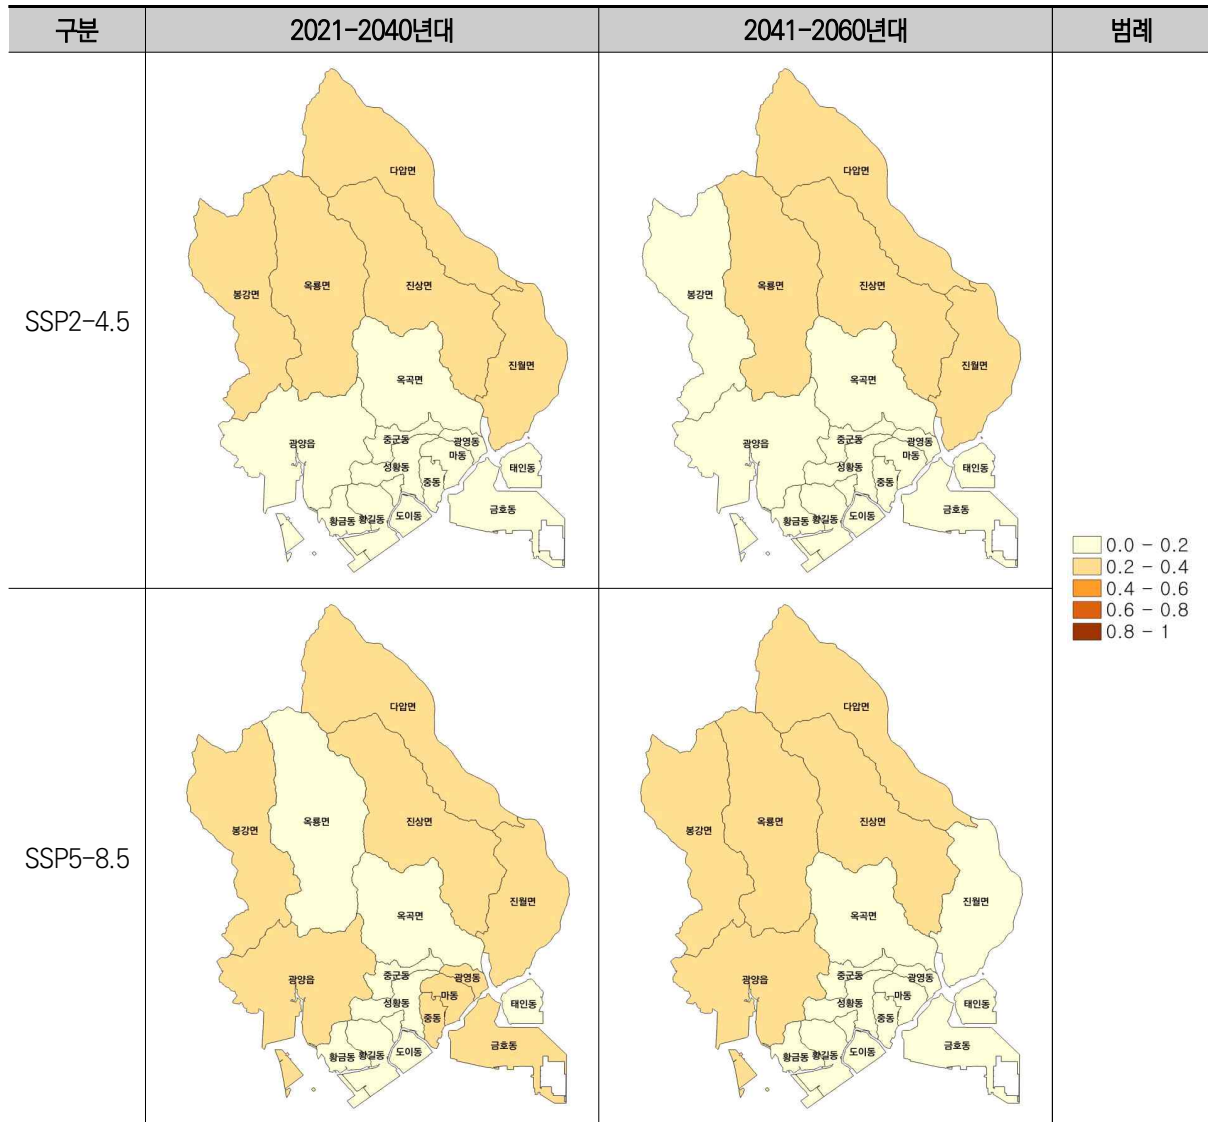 구분 2021-2040년대 2041-2060년대 범례
SSP2-4.5
다압면
봉강면
옥룡면
진상면
진월면
옥곡면
광양읍
중군동
광영동
마동
성황동
중동
태인동
금호동
황금동
황길동
도이동
다압면
봉강면
옥룡면
진상면
진월면
옥곡면
광양읍
중군동
광영동
마동
성황동
중동
태인동
금호동
황금동
황길동
도이동
0.0 - 0.2
0.2 - 0.4
0.4 - 0.6
0.6 - 0.8
0.8 - 1
SSP5-8.5
다압면
봉강면
옥룡면
진상면
진월면
옥곡면
광양읍
중군동
광영동
마동
성황동
중동
태인동
금호동
황금동
황길동
도이동
다압면
봉강면
옥룡면
진상면
진월면
옥곡면
광양읍
중군동
광영동
마동
성황동
중동
태인동
금호동
황금동
황길동
도이동